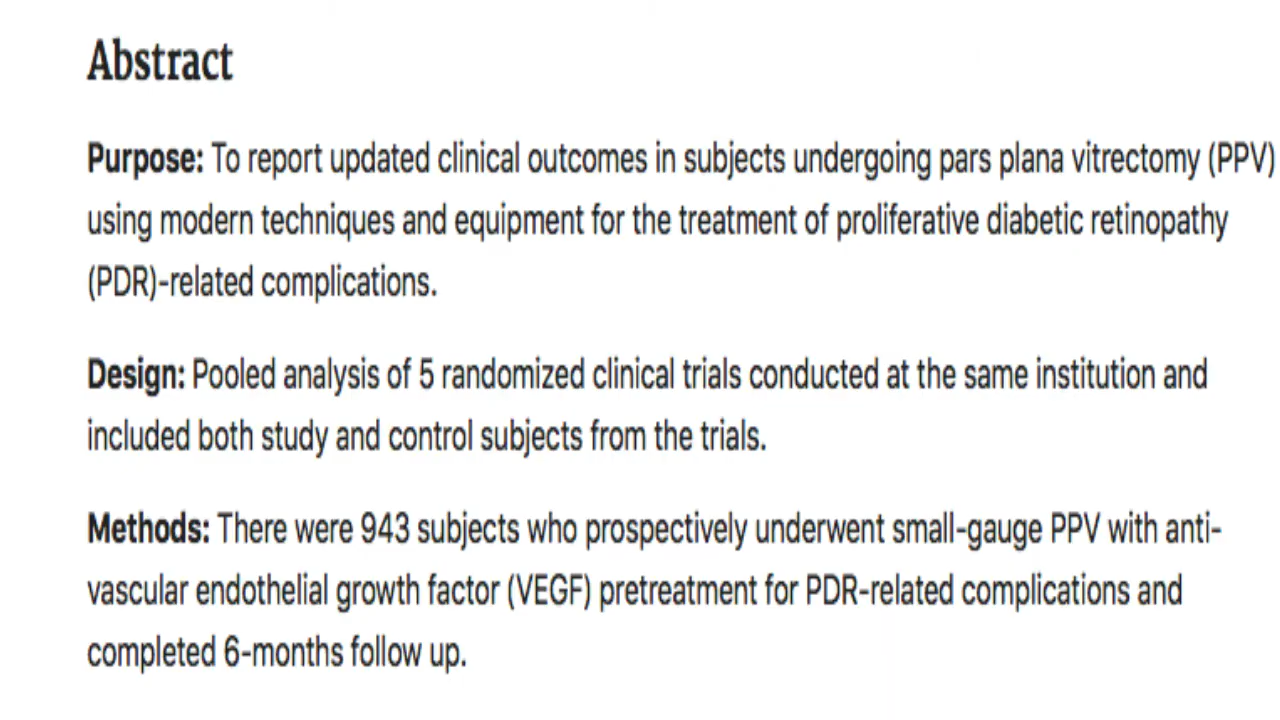 Abstract
Purpose: To report updated clinical outcomes in subjects undergoing pars plana vitrectomy (PPV)
using modern techniques and equipment for the treatment of proliferative diabetic retinopathy
(PDR)-related complications.
Design: Pooled analysis of 5 randomized clinical trials conducted at the same institution and
included both study and control subjects from the trials.
Methods: There were 943 subjects who prospectively underwent small-gauge PPV with anti-
vascular endothelial growth factor (VEGF) pretreatment for PDR-related complications and
completed 6-months follow up.